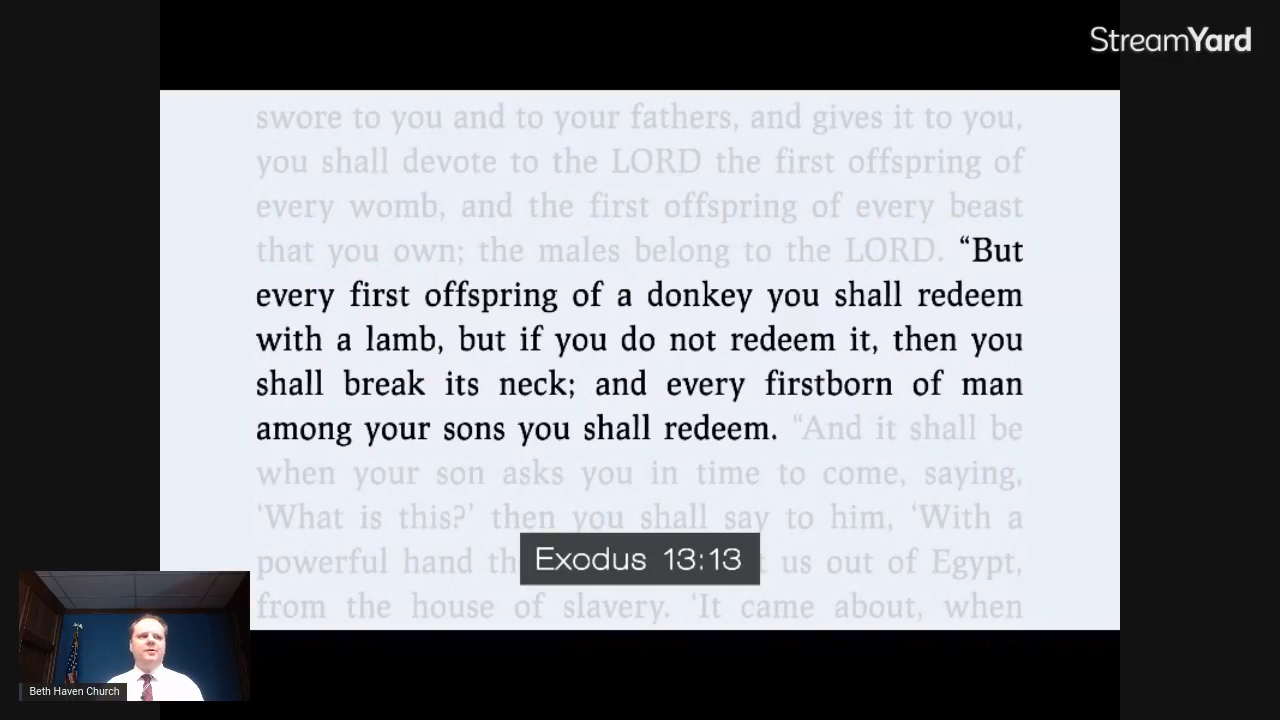 StreamYard
swore to you and to your fathers, and gives it to you,
you shall devote to the LORD the first offspring of
every womb, and the first offspring of every beast
that you own; the males belong to the LORD. “But
every first offspring of a donkey you shall redeem
with a lamb, but if you do not redeem it, then you
shall break its neck; and every firstborn of man
among your sons you shall redeem. “And it shall be
when your son asks you in time to come, saying,
‘What is this?’ then you shall say to him, ‘With a
powerful hand us out of Egypt,
Exodus 13:13
from the house of slavery. ‘It came about, when
Beth Haven Church